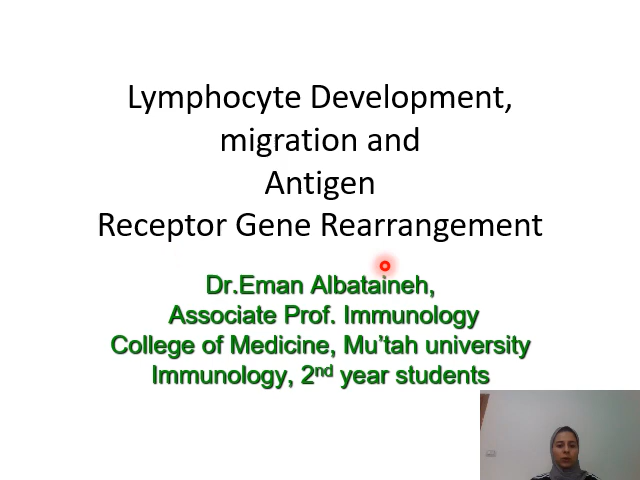 Lymphocyte Development,
migration and
Antigen
Receptor Gene Rearrangement
Dr.Eman Albataineh,
Associate Prof. Immunology
College of Medicine, Mu'tah university
Immunology, 2nd year students